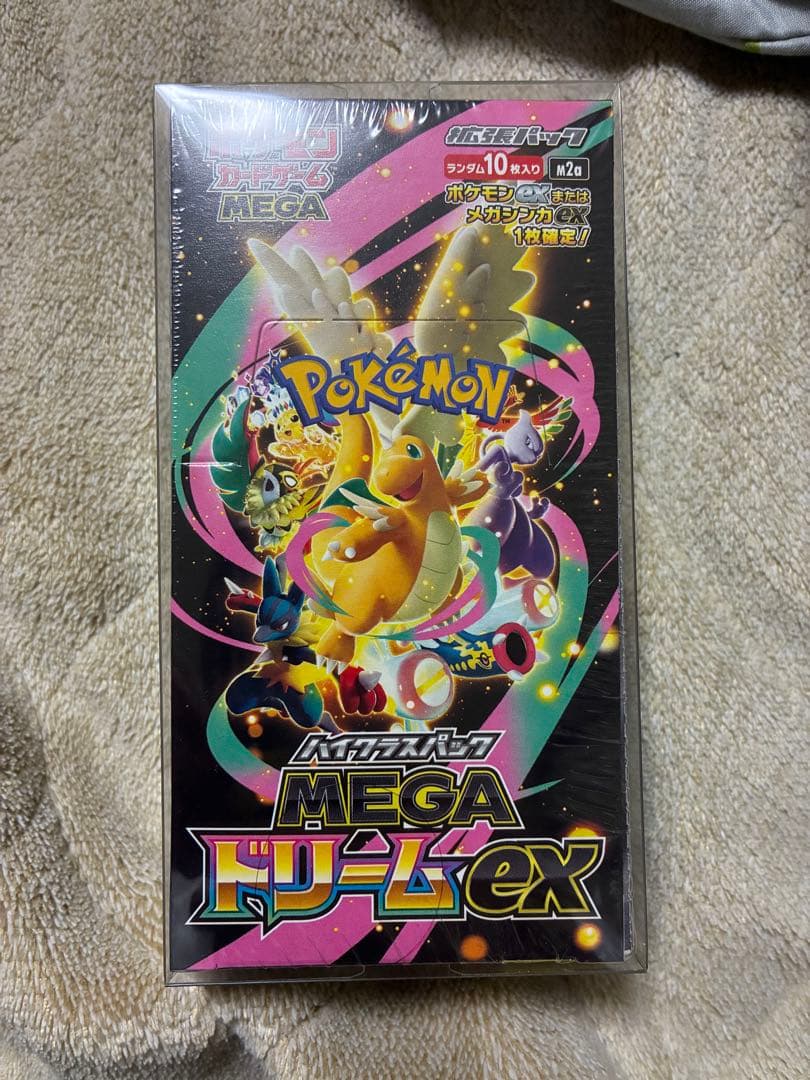 ポケモン
カードゲーム
MEGA
拡張パック
ランダム10枚入り
M2a
ポケモンexまたは
メガシンカex
1枚確定!
POKéMON
TM
ハイクラスパック
MEGA
ドリームex